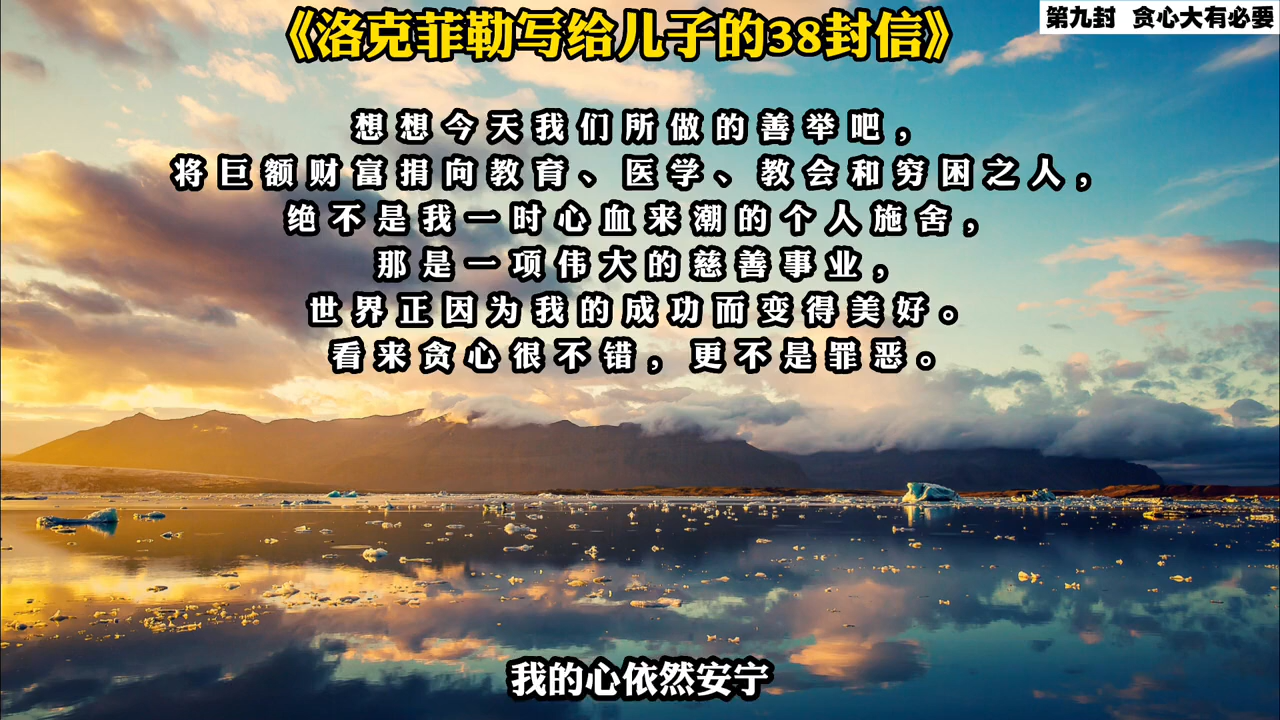 《洛克菲勒写给儿子的38封信》
第九封 贪心大有必要
想想今天我们所做的善举吧，
将巨额财富捐向教育、医学、教会和穷困之人，
绝不是我一时心血来潮的个人施舍，
那是一项伟大的慈善事业，
世界正因为我的成功而变得美好。
看来贪心很不错，更不是罪恶。
我的心依然安宁